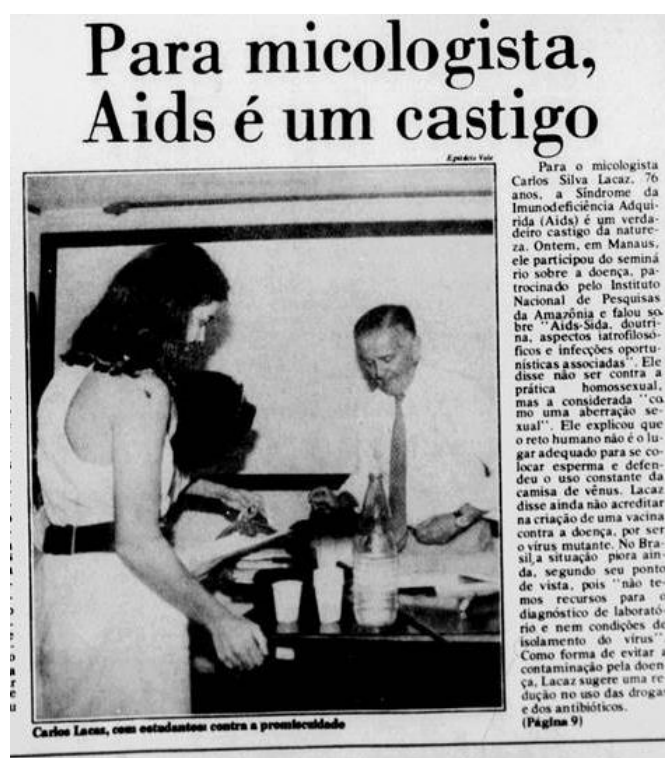 Para micologista,
Aids é um castigo
Epitácio Vale
Para o micologista
Carlos Silva Lacaz, 76
anos, a Síndrome da
Imunodeficiência Adqui-
rida (Aids) é um verda-
deiro castigo da nature-
za. Ontem, em Manaus,
ele participou do seminá
rio sobre a doença, pa-
trocinado pelo Instituto
Nacional de Pesquisas
da Amazônia e falou so-
bre "Aids-Sida, doutri-
na, aspectos iatrofilosó-
ficos e infecções oportu-
nísticas associadas". Ele
disse não ser contra a
prática homossexual,
mas a considerada "co
mo uma aberração se-
xual". Ele explicou que
o reto humano não é o lu-
gar adequado para se co-
locar esperma e defen-
deu o uso constante da
camisa de vênus. Lacaz
disse ainda não acreditar
na criação de uma vacina
contra a doença, por ser
o vírus mutante. No Bra-
sil a situação piora ain-
da, segundo seu ponto
de vista, pois "não te-
mos recursos para o
diagnóstico de laborató-
rio e nem condições de
isolamento do vírus"
Como forma de evitar a
contaminação pela doen
ça, Lacaz sugere uma re
dução no uso das drogas
e dos antibióticos.
(Página 9)
Carlos Lacas, com estudantes: contra a promiscuidade